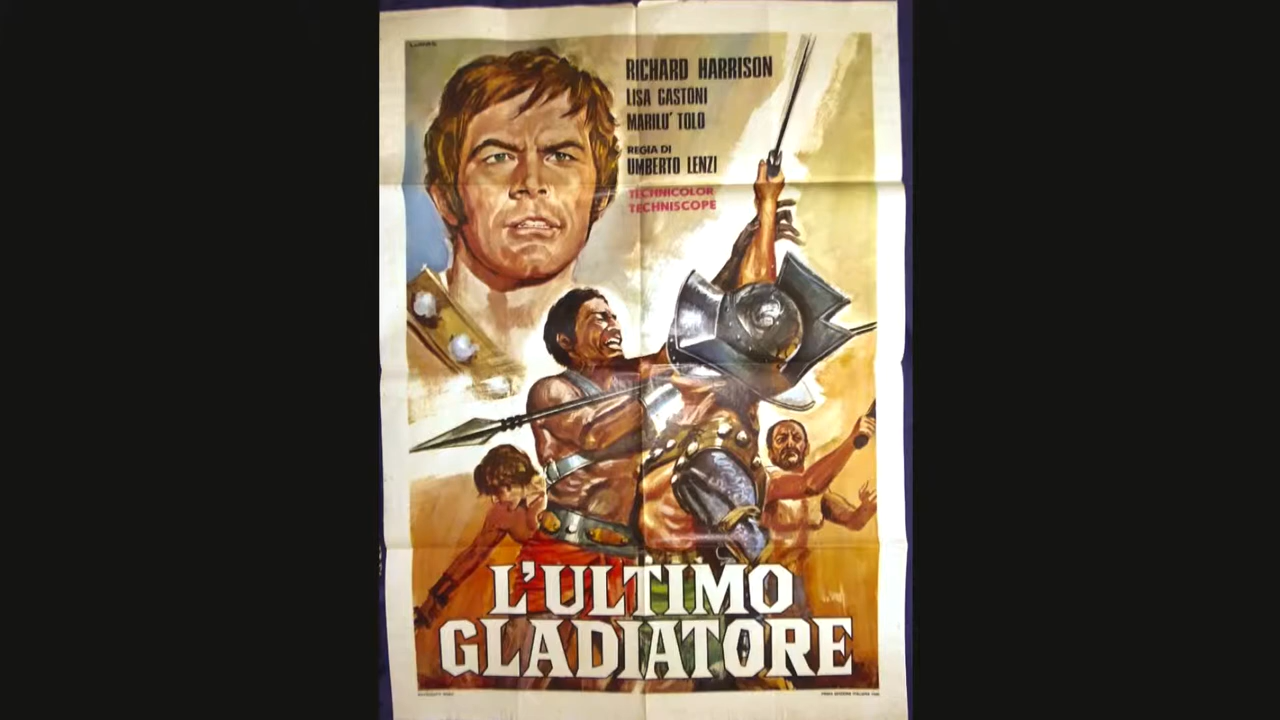 RICHARD HARRISON
LISA GASTONI
MARILU' TOLO
REGIA DI
UMBERTO LENZI
TECHNICOLOR
TECHNISCOPE
L'ULTIMO
GLADIATORE